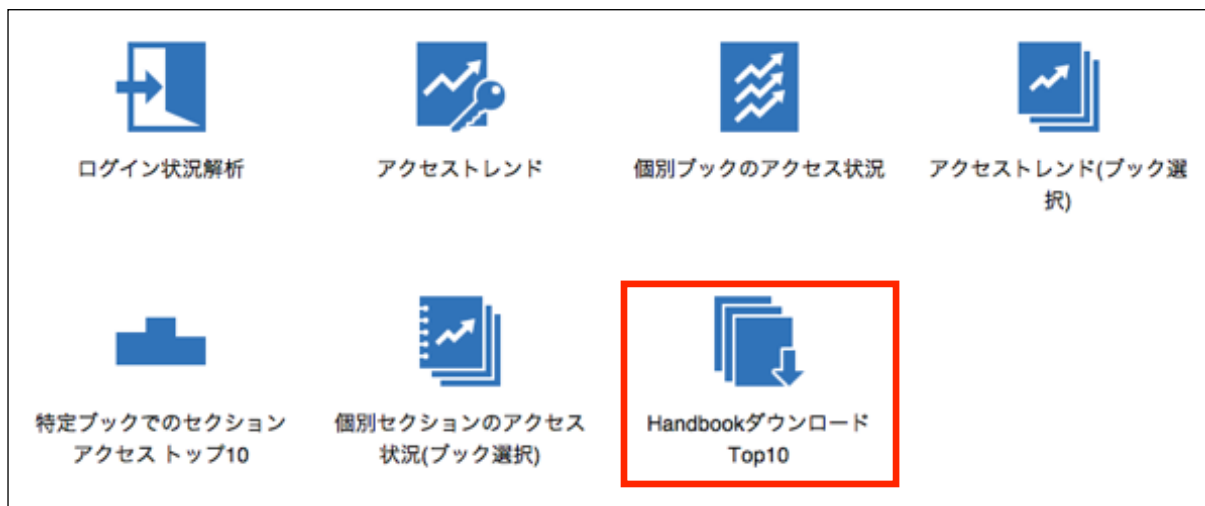 ログイン状況解析
アクセストレンド
個別ブックのアクセス状況
アクセストレンド(ブック選
択)
特定ブックでのセクション
アクセス トップ10
個別セクションのアクセス
状況(ブック選択)
Handbookダウンロード
Top10